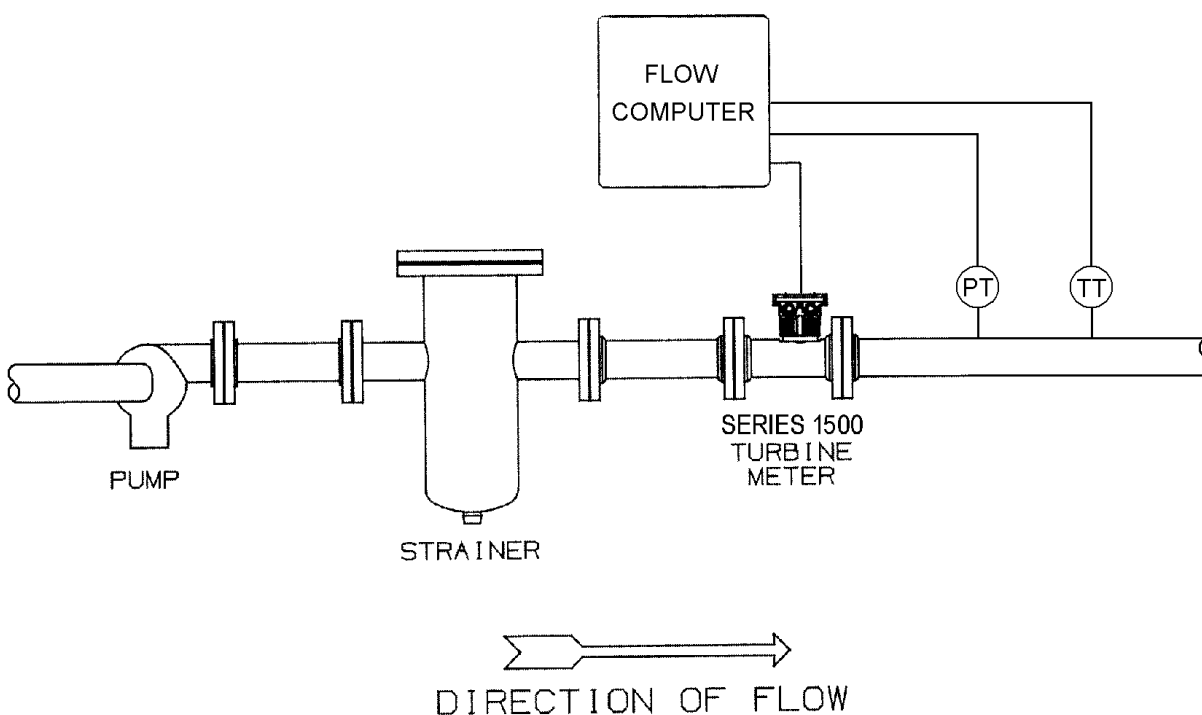 FLOW
COMPUTER
PT
TT
SERIES 1500
TURBINE
METER
PUMP
STRAINER
DIRECTION OF FLOW